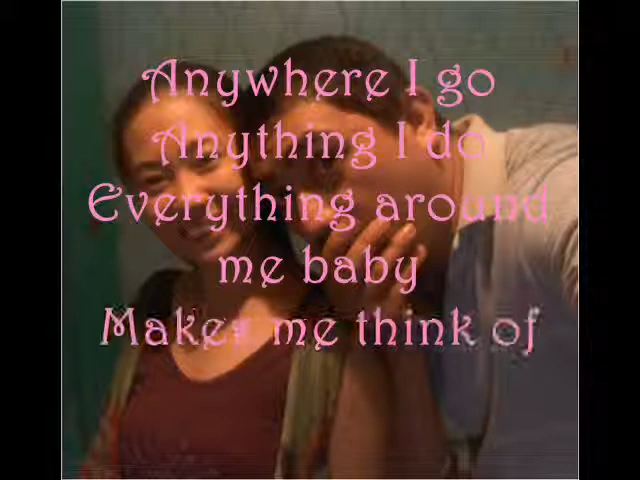 Anywhere I go
Anything I do
Everything around
me baby
Makes me think of